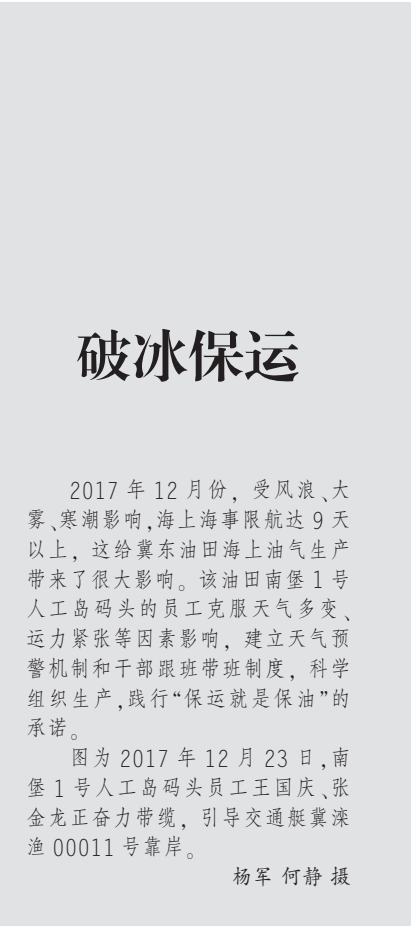 破冰保运
2017 年 12 月份，受风浪、大
雾、寒潮影响，海上海事限航达 9 天
以上，这给冀东油田海上油气生产
带来了很大影响。该油田南堡 1 号
人工岛码头的员工克服天气多变、
运力紧张等因素影响，建立天气预
警机制和干部跟班带班制度，科学
组织生产，践行“保运就是保油”的
承诺。
图为 2017 年 12 月 23 日，南
堡 1 号人工岛码头员工王国庆、张
金龙正奋力带缆，引导交通艇冀滦
渔 00011 号靠岸。
杨军 何静 摄